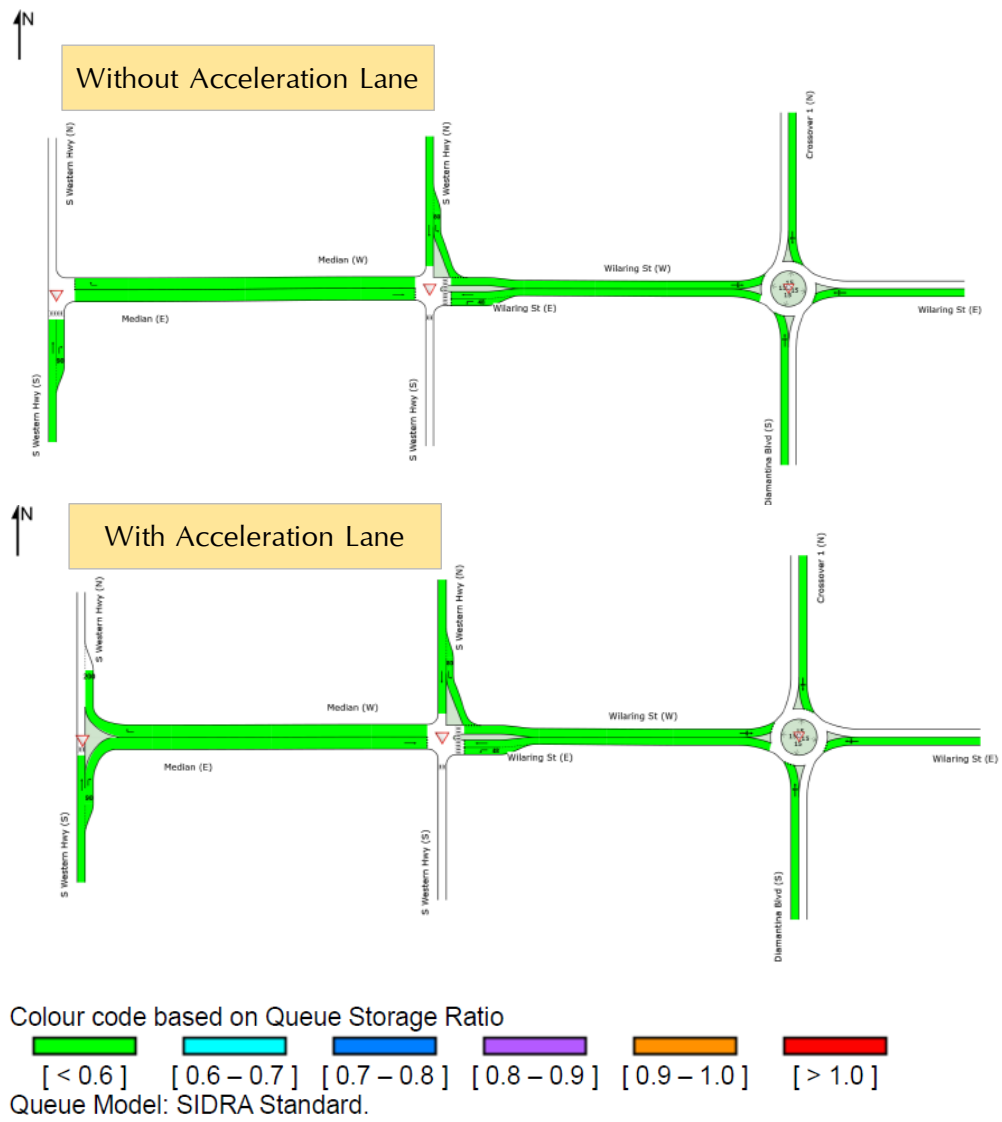 N
Without Acceleration Lane
S Western Hwy (N)
S Western Hwy (N)
Crossover 1 (N)
Median (W)
Wilaring St (W)
Median (E)
Wilaring St (E)
Wilaring St (E)
S Western Hwy (S)
S Western Hwy (S)
Diamantina Blvd (S)
N
With Acceleration Lane
S Western Hwy (N)
S Western Hwy (N)
Crossover 1 (N)
200
Median (W)
Wilaring St (W)
Median (E)
Wilaring St (E)
Wilaring St (E)
S Western Hwy (S)
S Western Hwy (S)
Diamantina Blvd (S)
Colour code based on Queue Storage Ratio
[ < 0.6 ] [ 0.6 – 0.7 ] [ 0.7 – 0.8 ] [ 0.8 – 0.9 ] [ 0.9 – 1.0 ] [ > 1.0 ]
Queue Model: SIDRA Standard.